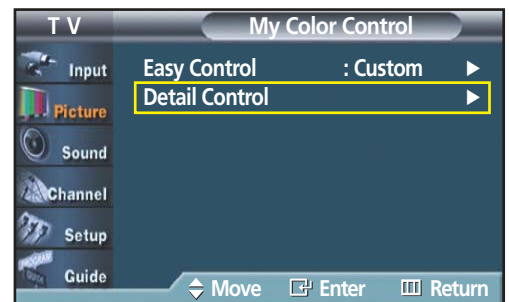 T V
My Color Control
Input
Picture
Sound
Channel
Setup
Guide
Easy Control : Custom
Detail Control
Move Enter Return